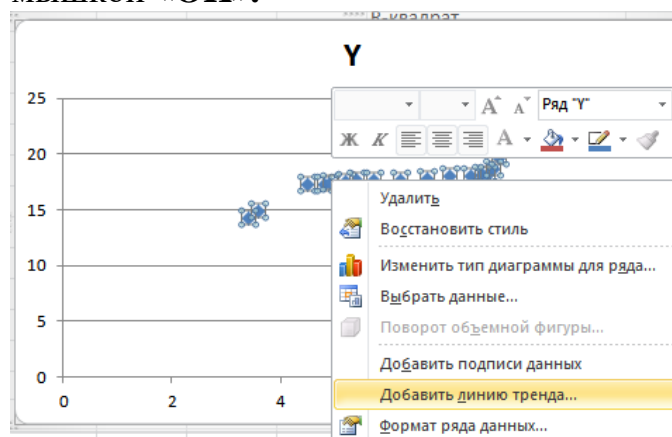 мышкой «ОК».
R-квадрат
Y
Ряд "Y"
Ж К А
25
20
15
10
5
0
0 2 4
Удалить
Восстановить стиль
Изменить тип диаграммы для ряда...
Выбрать данные...
Поворот объемной фигуры...
Добавить подписи данных
Добавить линию тренда...
Формат ряда данных...